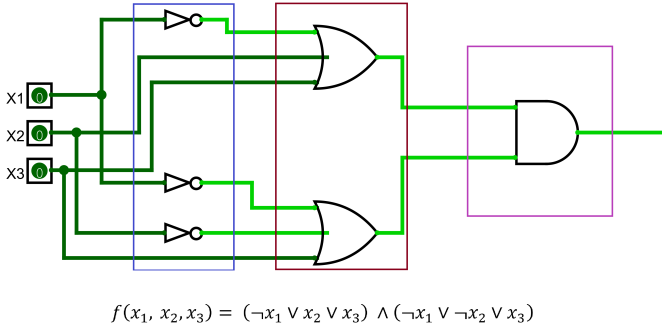 X1 0
X2 0
X3 0
f(x₁, x₂,x₃) = (¬x₁ ∨ x₂ ∨ x₃) ∧ (¬x₁ ∨ ¬x₂ ∨ x₃)